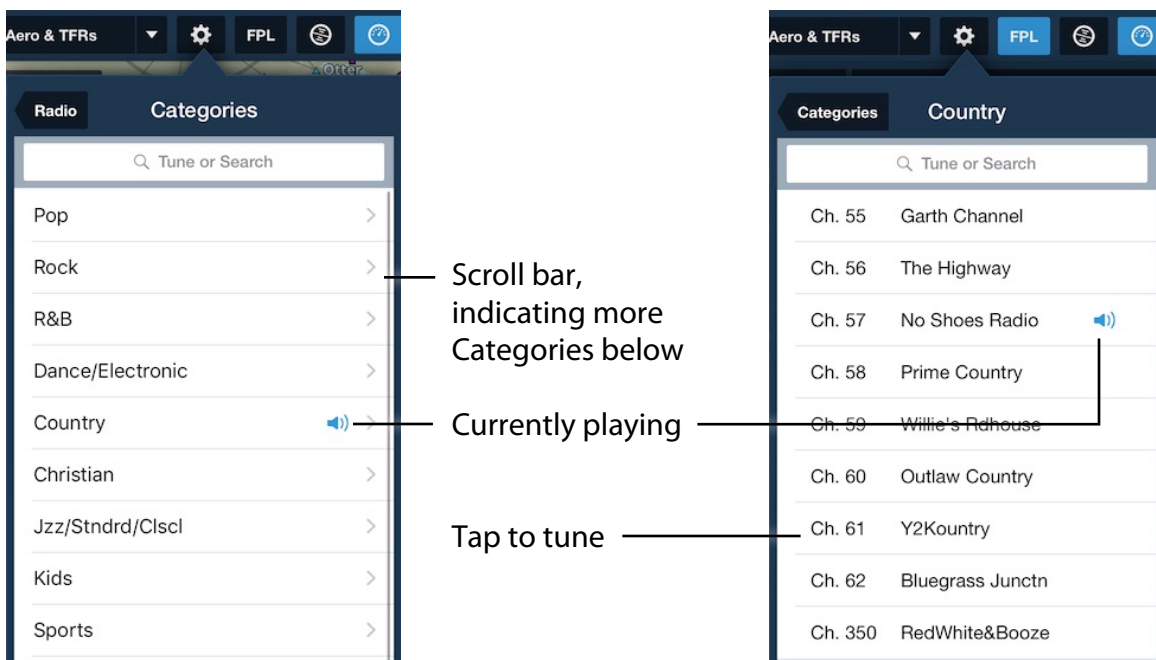 Aero & TFRs
FPL
Otter
Radio
Categories
Tune or Search
Pop
Rock
R&B
Dance/Electronic
Country
Christian
Jzz/Stndrd/Clscl
Kids
Sports
Scroll bar,
indicating more
Categories below
Currently playing
Tap to tune
Aero & TFRs
FPL
Categories
Country
Tune or Search
Ch. 55 Garth Channel
Ch. 56 The Highway
Ch. 57 No Shoes Radio
Ch. 58 Prime Country
Ch. 59 Willie's Rdhouse
Ch. 60 Outlaw Country
Ch. 61 Y2Kountry
Ch. 62 Bluegrass Junctn
Ch. 350 RedWhite&Booze